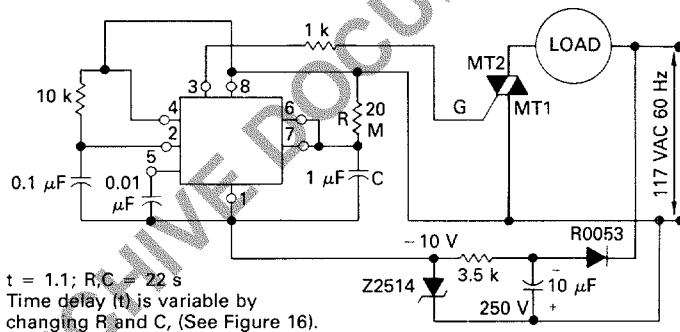 1 k
LOAD
MT2
MT1
G
117 VAC 60 Hz
3
8
10 k
4
2
5
6
7
R
20
M
0.1 μF
0.01
μF
1 μF
C
1
R0053
− 10 V
3.5 k
Z2514
−
10 μF
250 V
+
t = 1.1; R,C = 22 s
Time delay (t) is variable by
changing R and C, (See Figure 16).
CHIVE DOCU